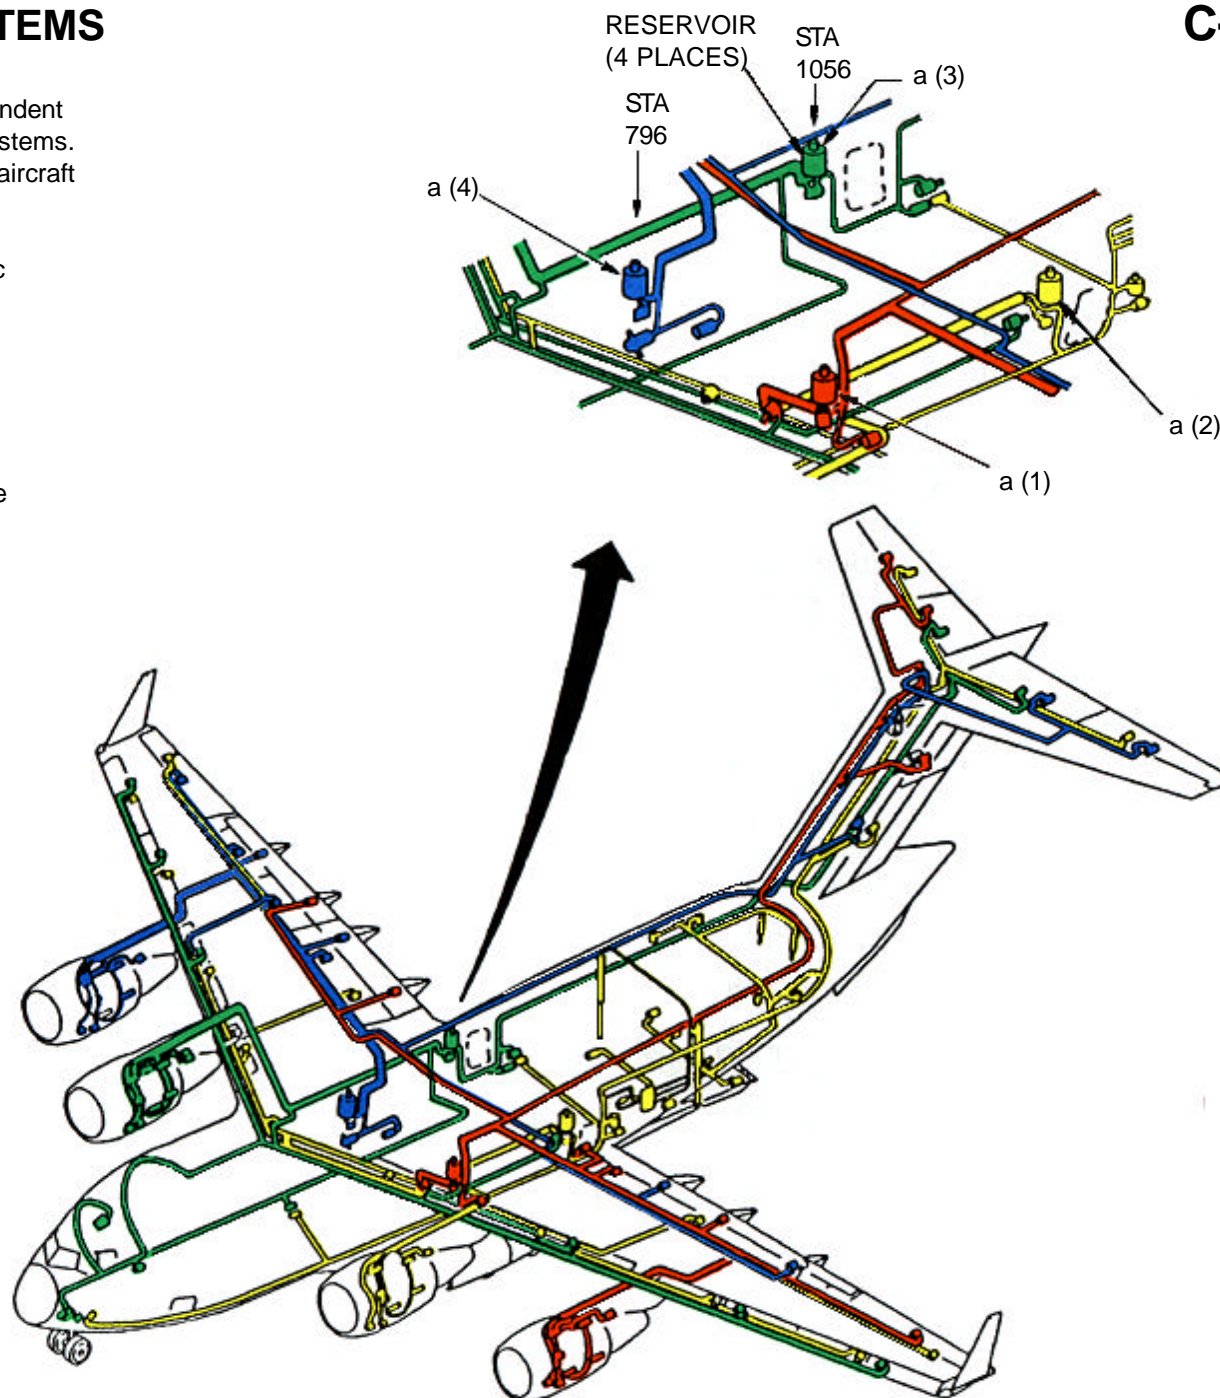 TEMS
C-
ndent
stems.
aircraft
c
e
RESERVOIR
(4 PLACES)
STA
1056
a (3)
STA
796
a (4)
a (2)
a (1)